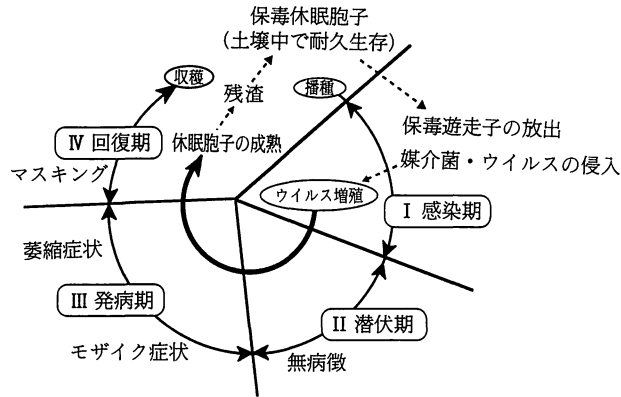 保毒休眠胞子
(土壌中で耐久生存)
収穫
播種
残渣
保毒遊走子の放出
Ⅳ 回復期
休眠胞子の成熟
媒介菌・ウイルスの侵入
マスキング
ウイルス増殖
Ⅰ 感染期
萎縮症状
Ⅲ 発病期
Ⅱ 潜伏期
モザイク症状
無病徴